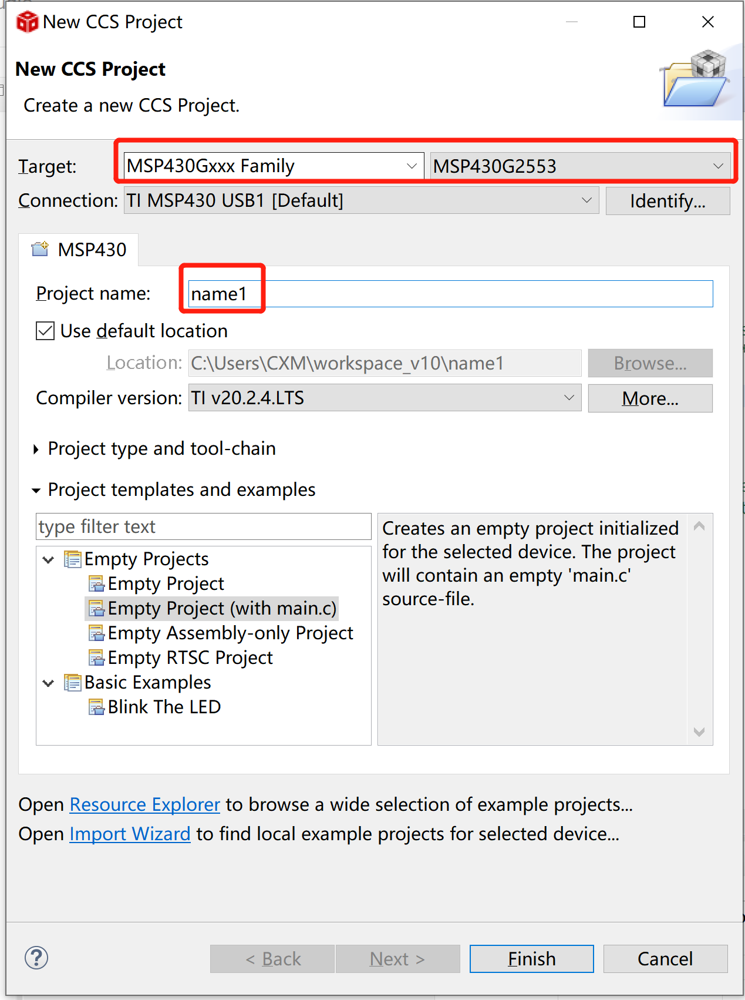 New CCS Project
New CCS Project
Create a new CCS Project.
Target: MSP430Gxxx Family MSP430G2553
Connection: TI MSP430 USB1 [Default] Identify...
MSP430
Project name: name1
Use default location
Location: C:\Users\CXM\workspace_v10\name1 Browse...
Compiler version: TI v20.2.4.LTS More...
Project type and tool-chain
Project templates and examples
type filter text
Empty Projects
Empty Project
Empty Project (with main.c)
Empty Assembly-only Project
Empty RTSC Project
Basic Examples
Blink The LED
Creates an empty project initialized
for the selected device. The project
will contain an empty 'main.c'
source-file.
Open Resource Explorer to browse a wide selection of example projects...
Open Import Wizard to find local example projects for selected device...
? < Back Next > Finish Cancel